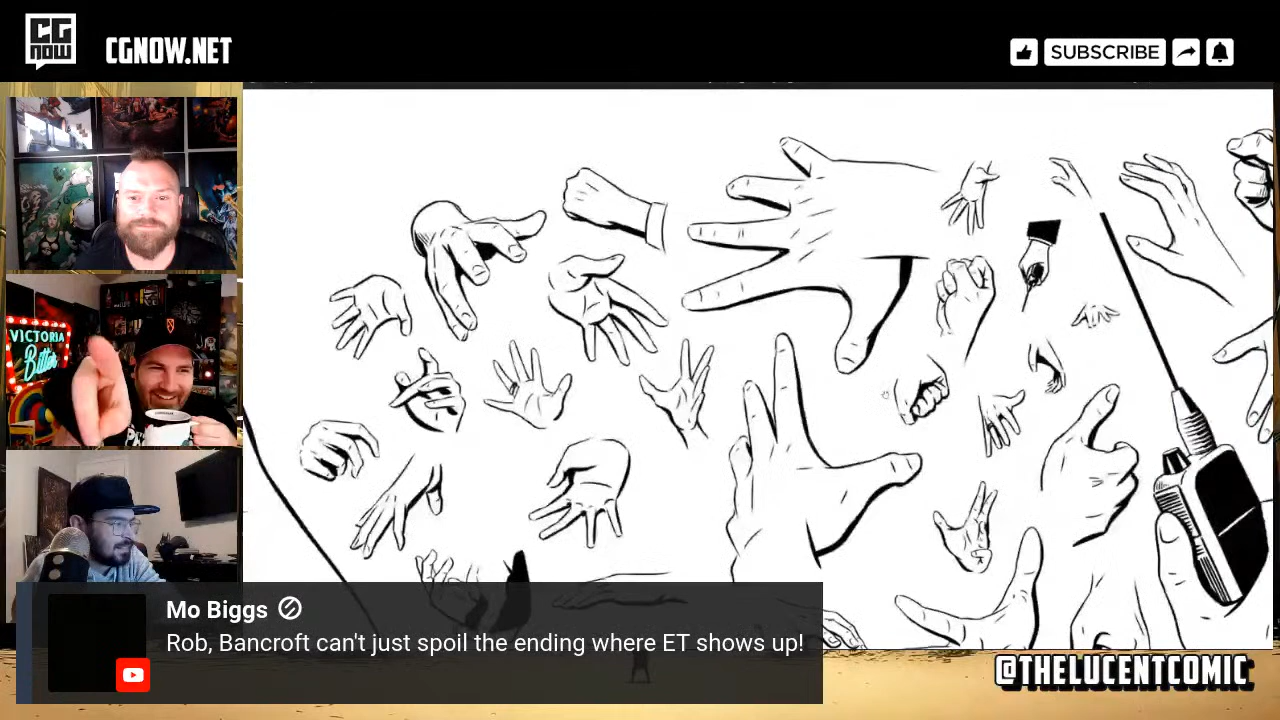 CG
NOW
CGNOW.NET
SUBSCRIBE
VICTORIA
Bitter
Mo Biggs
Rob, Bancroft can't just spoil the ending where ET shows up!
@THELUCENTCOMIC